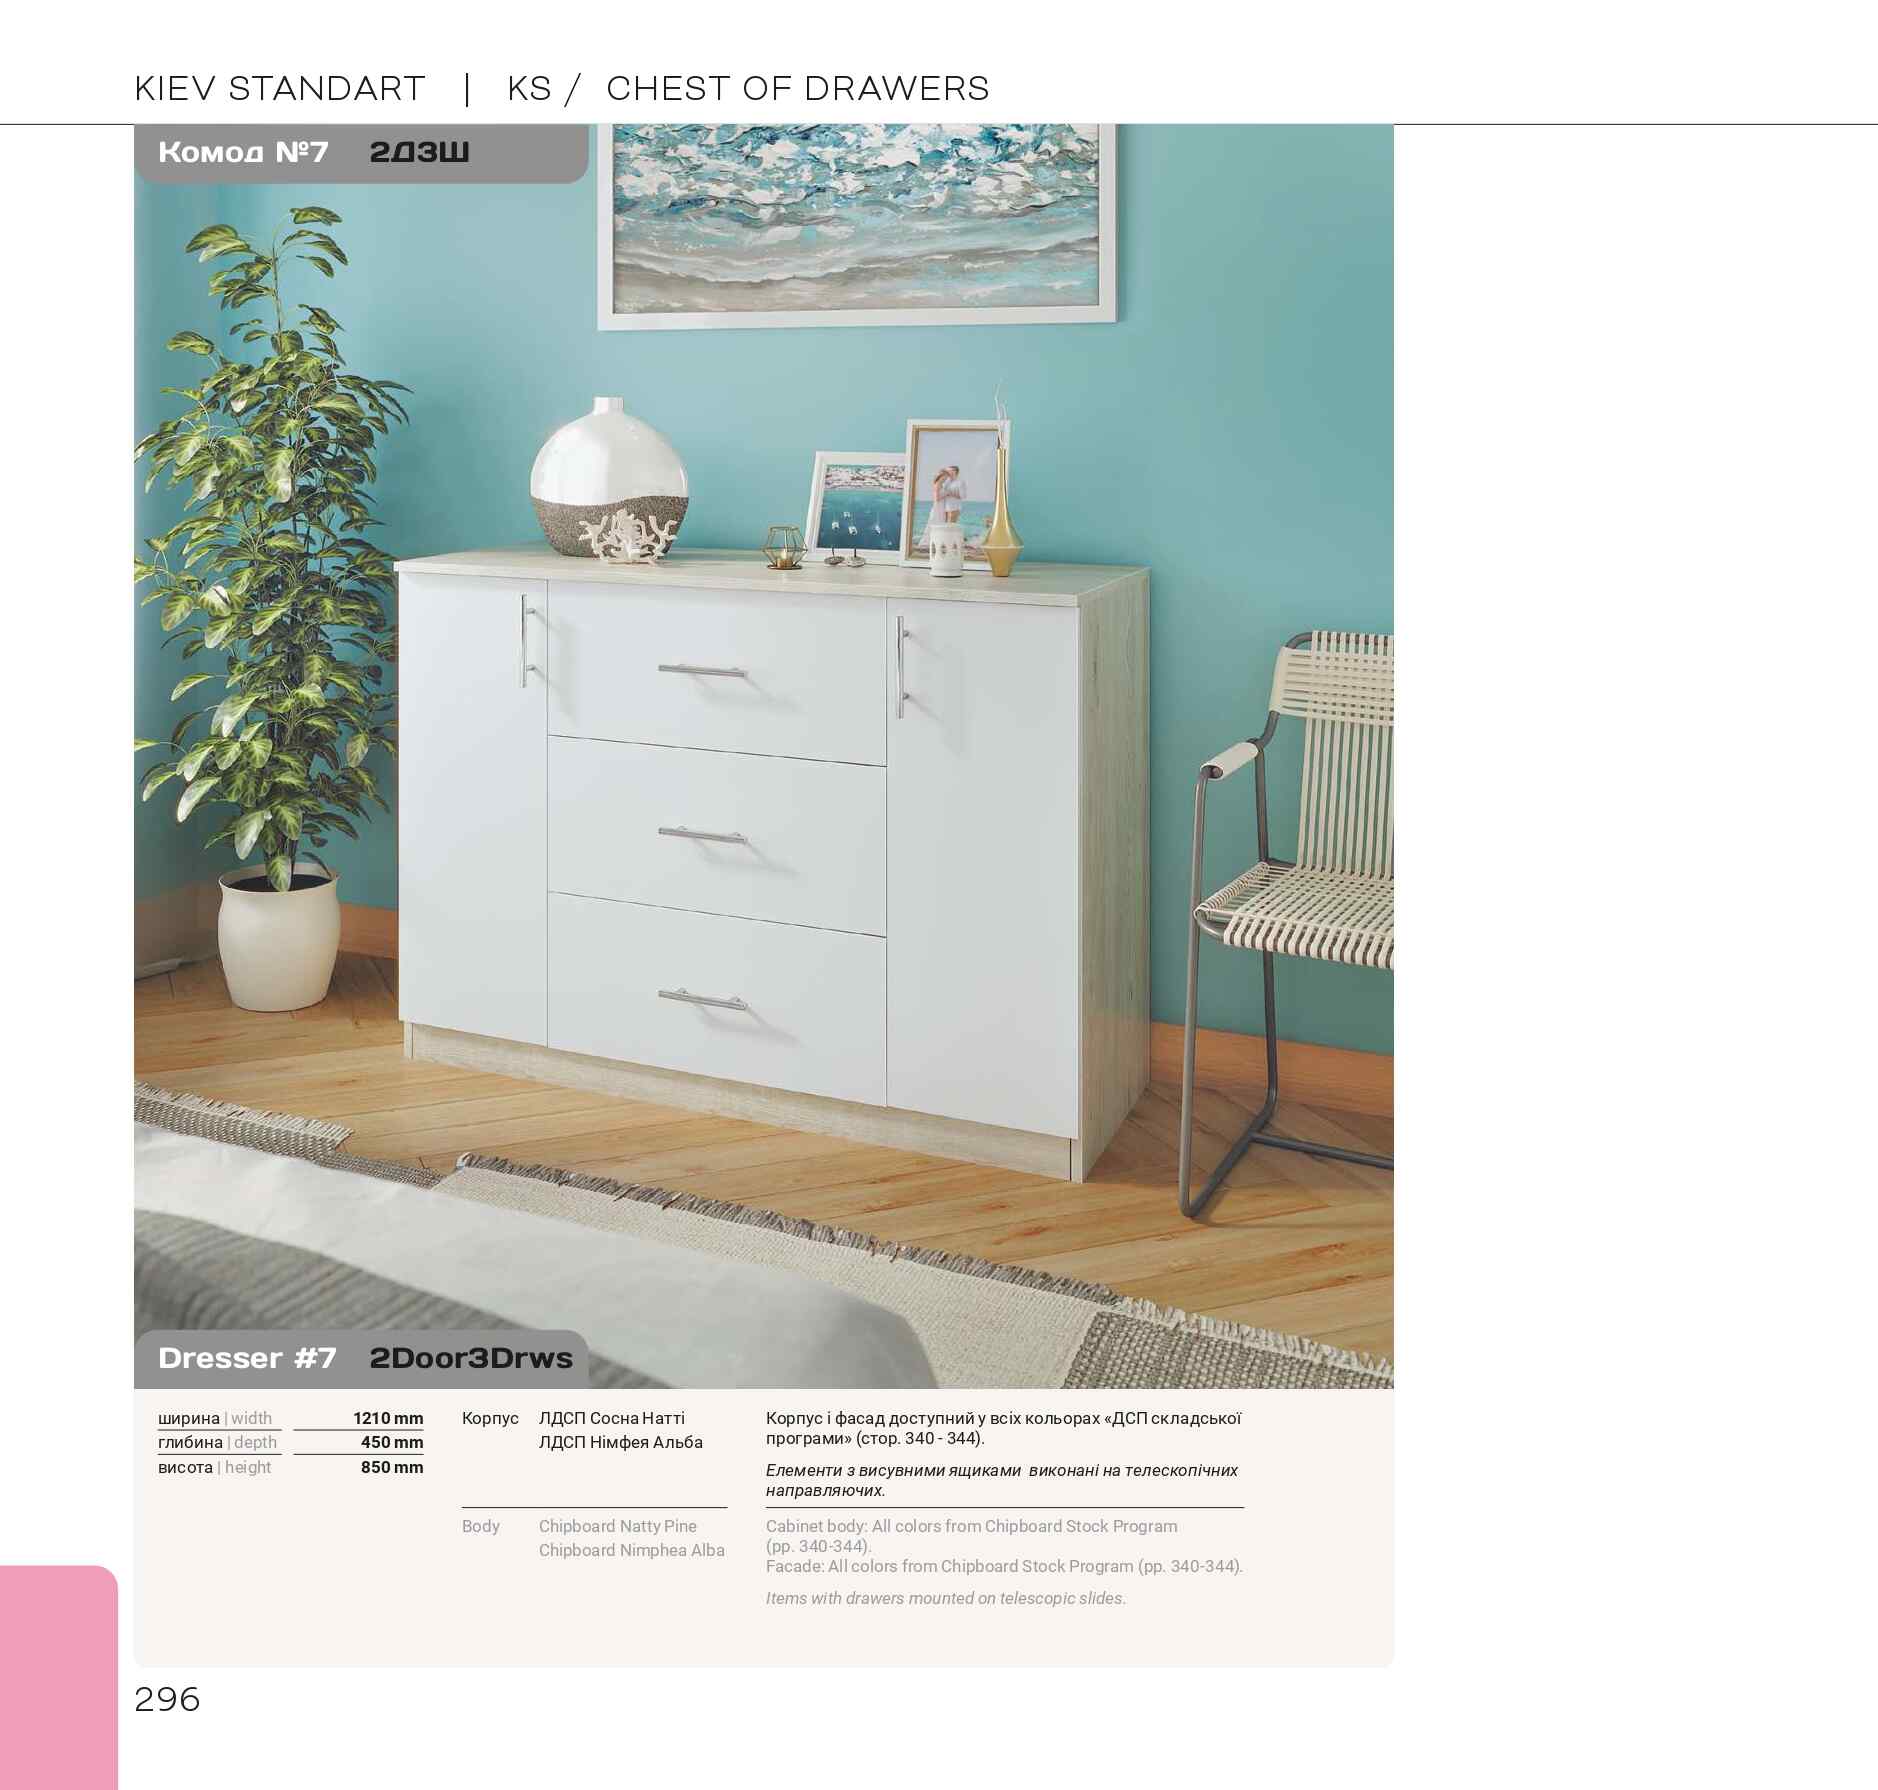 KIEV STANDART | KS / CHEST OF DRAWERS
Комод №7 2Д3Ш
Dresser #7 2Door3Drws
ширина | width 1210 mm
глибина | depth 450 mm
висота | height 850 mm
Корпус ЛДСП Сосна Натті
ЛДСП Німфея Альба
Body Chipboard Natty Pine
Chipboard Nimphea Alba
Корпус і фасад доступний у всіх кольорах «ДСП складської
програми» (стор. 340 - 344).
Елементи з висувними ящиками виконані на телескопічних
направляючих.
Cabinet body: All colors from Chipboard Stock Program
(pp. 340-344).
Facade: All colors from Chipboard Stock Program (pp. 340-344).
Items with drawers mounted on telescopic slides.
296